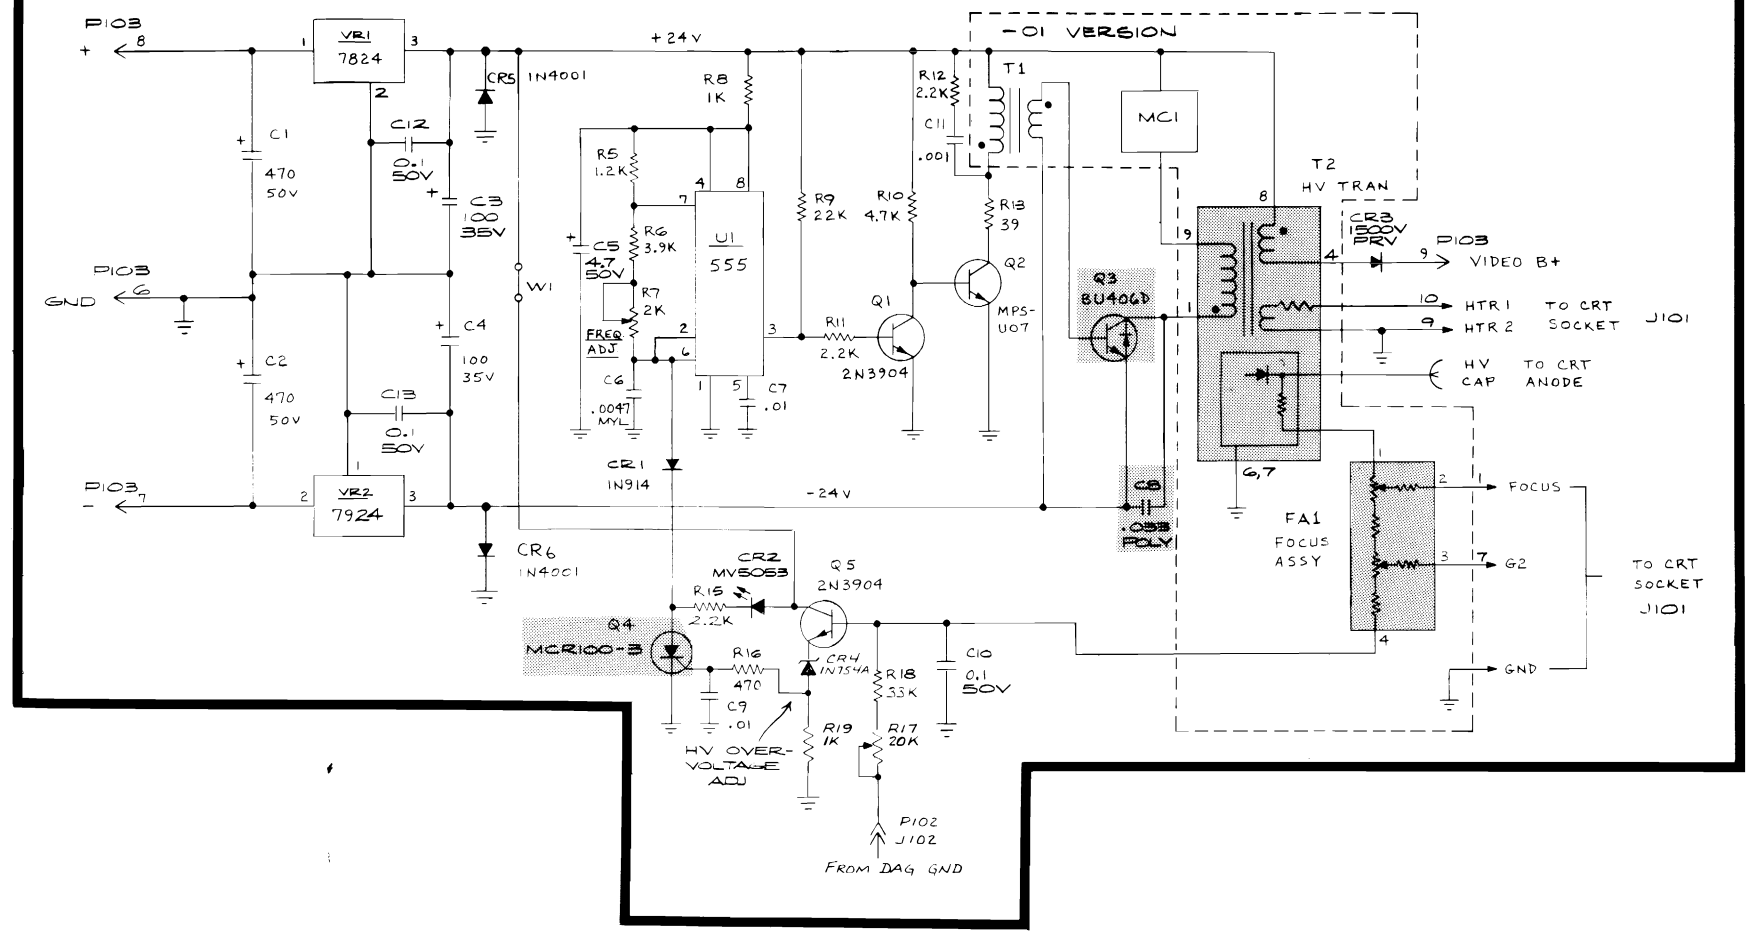 P103
+ 8
1
VR1
7824
3
2
+24V
CR5 1N4001
C12
0.1
50V
+
C1
470
50V
+
C3
100
35V
P103
GND 6
+
C4
100
35V
+
C2
470
50V
C13
0.1
50V
P103
- 7
2
1
VR2
7924
3
-24V
CR6
1N4001
W1
R8
1K
R5
1.2K
4
8
7
R6
3.9K
+
C5
4.7
50V
R7
2K
FREQ
ADJ
U1
555
2
6
3
1
5
C7
.01
C6
.0047
MYL
R9
22K
R10
4.7K
R11
2.2K
Q1
2N3904
R12
2.2K
C11
.001
-01 VERSION
T1
R13
39
Q2
MPS-
U07
MC1
Q3
BU406D
C8
.033
POLY
T2
HV TRAN
8
9
1
4
6,7
CR3
1500V
PRV
P103
9 VIDEO B+
10 HTR 1
9 HTR 2
TO CRT
SOCKET
J101
HV
CAP
TO CRT
ANODE
FA1
FOCUS
ASSY
1
2
FOCUS
3
7 G2
4
GND
TO CRT
SOCKET
J101
CR1
1N914
CR2
MV5053
R15
2.2K
Q5
2N3904
Q4
MCR100-3
R16
470
C9
.01
CR4
1N754A
HV OVER-
VOLTAGE
ADJ
R19
1K
R18
33K
R17
20K
C10
0.1
50V
P102
J102
FROM DAG GND